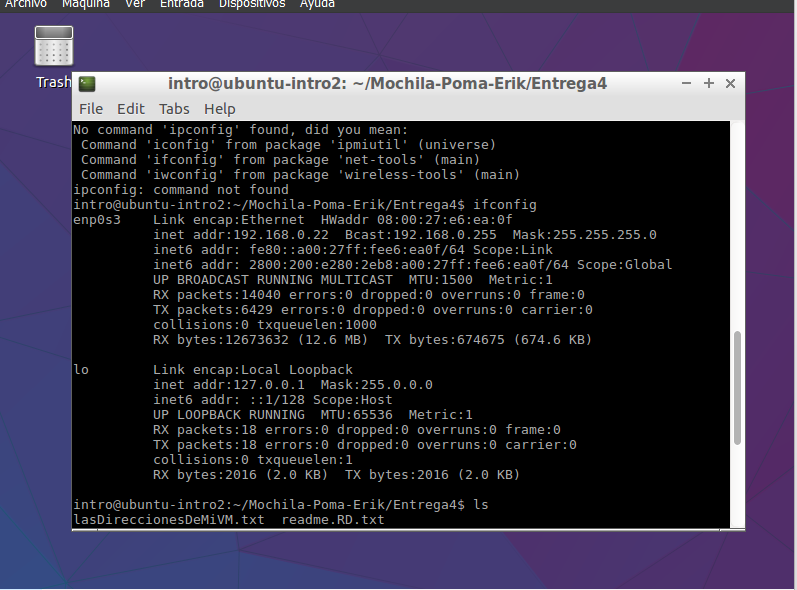 Archivo Máquina Ver Entrada Dispositivos Ayuda
Trash
intro@ubuntu-intro2: ~/Mochila-Poma-Erik/Entrega4
File Edit Tabs Help
No command 'ipconfig' found, did you mean:
 Command 'iconfig' from package 'ipmiutil' (universe)
 Command 'ifconfig' from package 'net-tools' (main)
 Command 'iwconfig' from package 'wireless-tools' (main)
ipconfig: command not found
intro@ubuntu-intro2:~/Mochila-Poma-Erik/Entrega4$ ifconfig
enp0s3    Link encap:Ethernet  HWaddr 08:00:27:e6:ea:0f
          inet addr:192.168.0.22  Bcast:192.168.0.255  Mask:255.255.255.0
          inet6 addr: fe80::a00:27ff:fee6:ea0f/64 Scope:Link
          inet6 addr: 2800:200:e280:2eb8:a00:27ff:fee6:ea0f/64 Scope:Global
          UP BROADCAST RUNNING MULTICAST  MTU:1500  Metric:1
          RX packets:14040 errors:0 dropped:0 overruns:0 frame:0
          TX packets:6429 errors:0 dropped:0 overruns:0 carrier:0
          collisions:0 txqueuelen:1000
          RX bytes:12673632 (12.6 MB)  TX bytes:674675 (674.6 KB)
lo        Link encap:Local Loopback
          inet addr:127.0.0.1  Mask:255.0.0.0
          inet6 addr: ::1/128 Scope:Host
          UP LOOPBACK RUNNING  MTU:65536  Metric:1
          RX packets:18 errors:0 dropped:0 overruns:0 frame:0
          TX packets:18 errors:0 dropped:0 overruns:0 carrier:0
          collisions:0 txqueuelen:1
          RX bytes:2016 (2.0 KB)  TX bytes:2016 (2.0 KB)
intro@ubuntu-intro2:~/Mochila-Poma-Erik/Entrega4$ ls
lasDireccionesDeMiVM.txt  readme.RD.txt